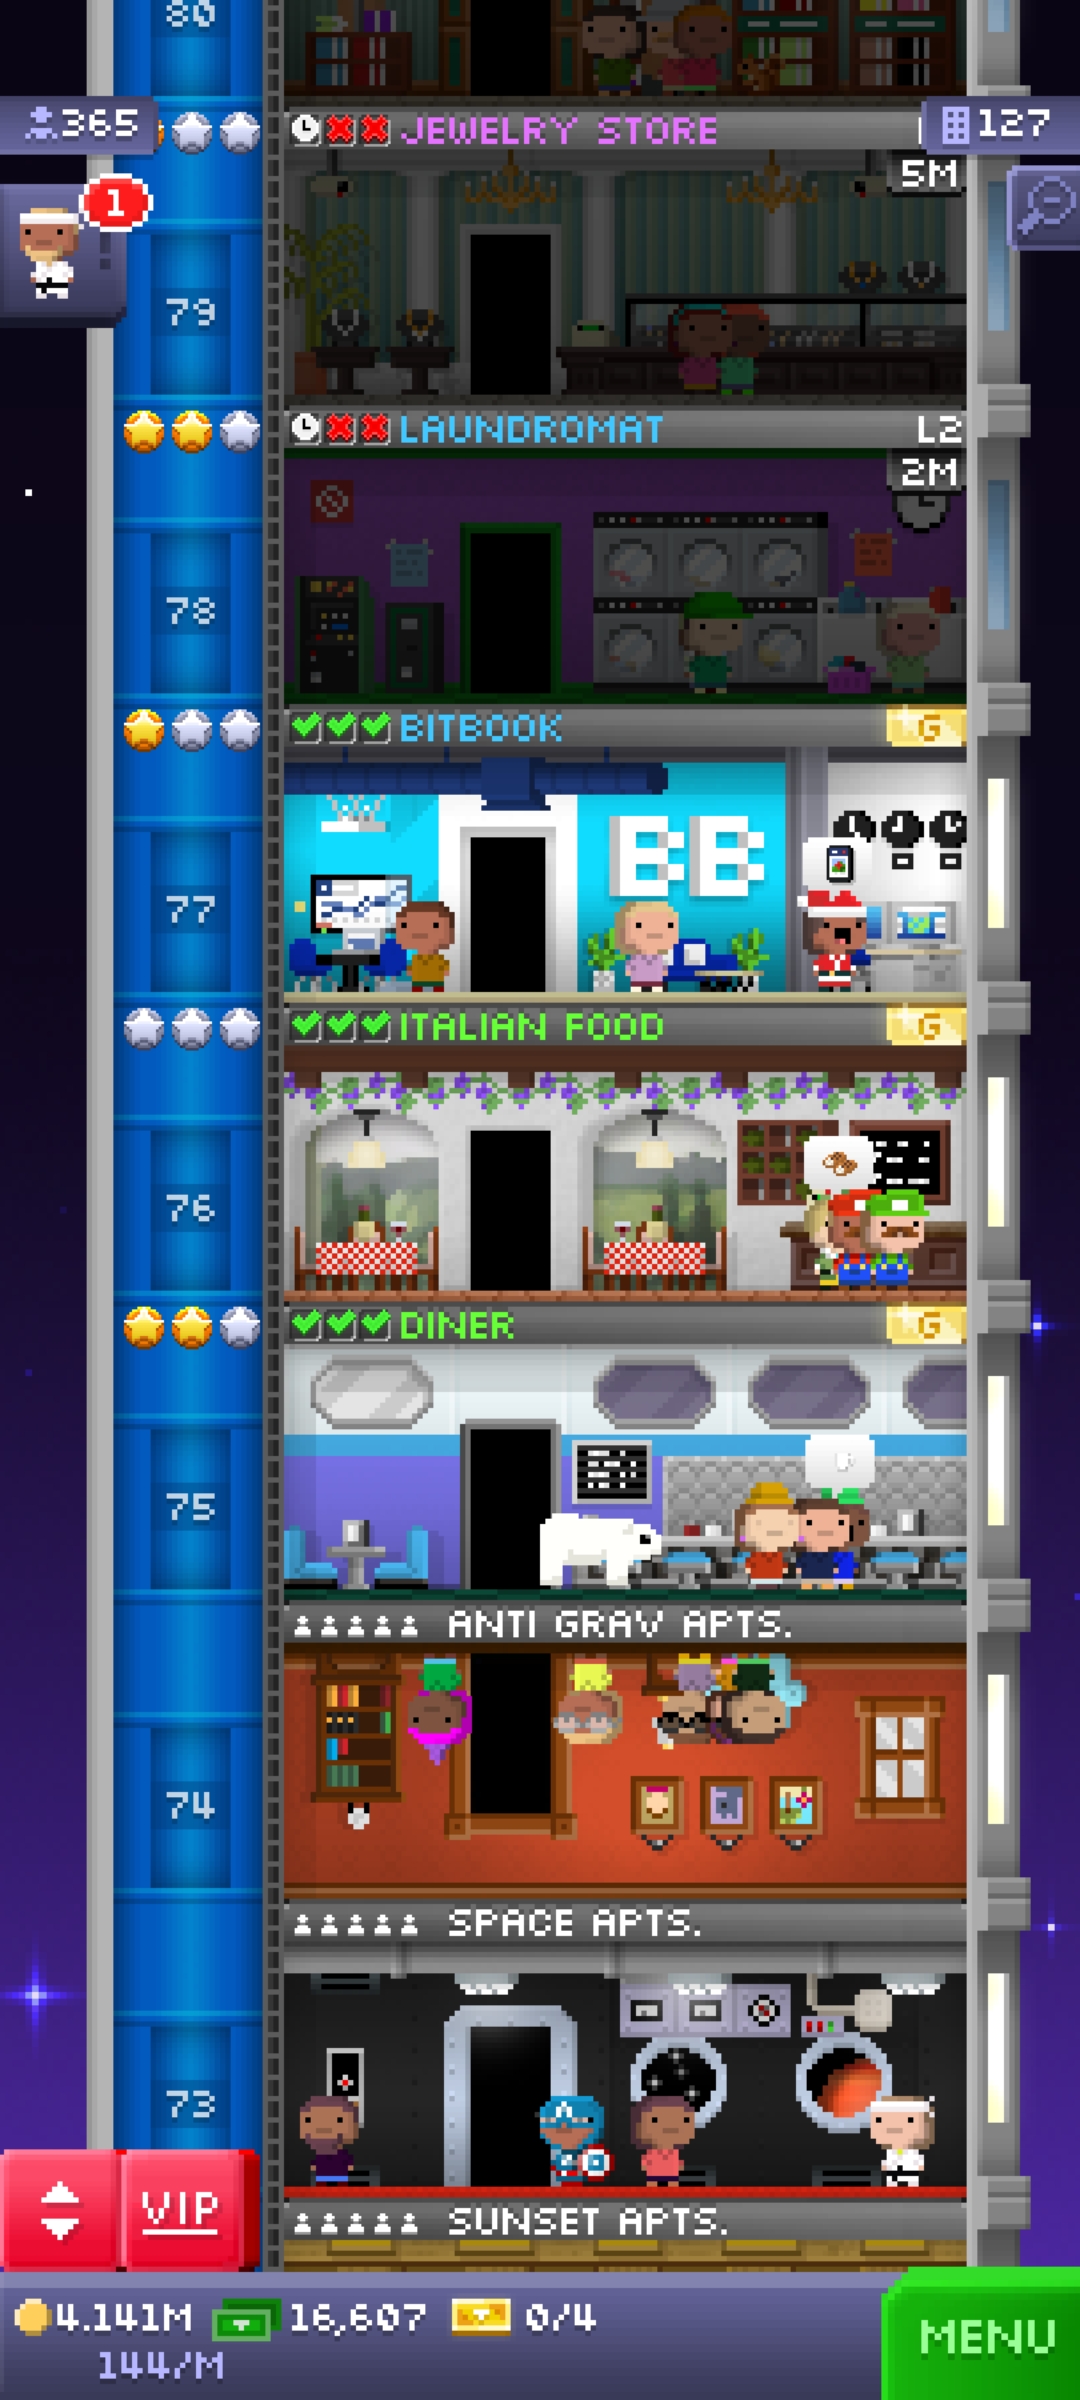 80
365
JEWELRY STORE
127
1
5M
79
LAUNDROMAT
L2
2M
78
BITBOOK
G
BB
77
ITALIAN FOOD
G
76
DINER
G
75
ANTI GRAV APTS.
74
SPACE APTS.
73
VIP
SUNSET APTS.
4.141M
16,607
0/4
144/M
MENU